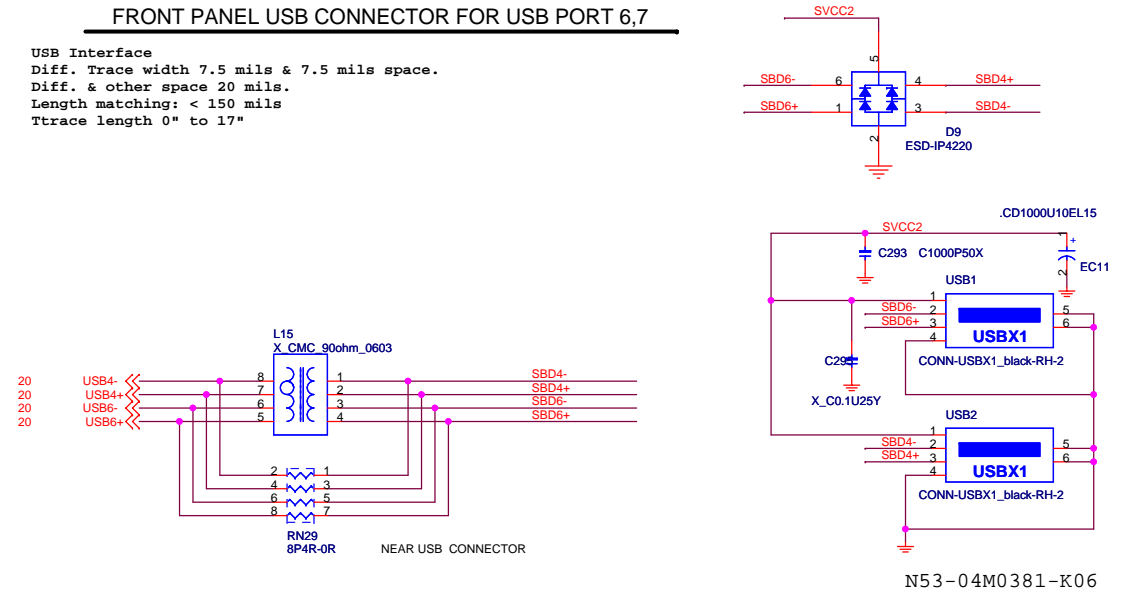 FRONT PANEL USB CONNECTOR FOR USB PORT 6,7
USB Interface
Diff. Trace width 7.5 mils & 7.5 mils space.
Diff. & other space 20 mils.
Length matching: < 150 mils
Ttrace length 0" to 17"
SVCC2
5
SBD6- 6 4 SBD4+
SBD6+ 1 3 SBD4-
2
D9
ESD-IP4220
.CD1000U10EL15
SVCC2
1
+
C293 C1000P50X
2
EC11
USB1
1
SBD6- 2 5
SBD6+ 3 6
4
USBX1
CONN-USBX1_black-RH-2
X_C0.1U25Y
USB2
1
SBD4- 2 5
SBD4+ 3 6
4
USBX1
CONN-USBX1_black-RH-2
L15
X_CMC_90ohm_0603
20 USB4- 8 1 SBD4-
20 USB4+ 7 2 SBD4+
20 USB6- 6 3 SBD6-
20 USB6+ 5 4 SBD6+
2 1
4 3
6 5
8 7
RN29
8P4R-0R
NEAR USB CONNECTOR
N53-04M0381-K06